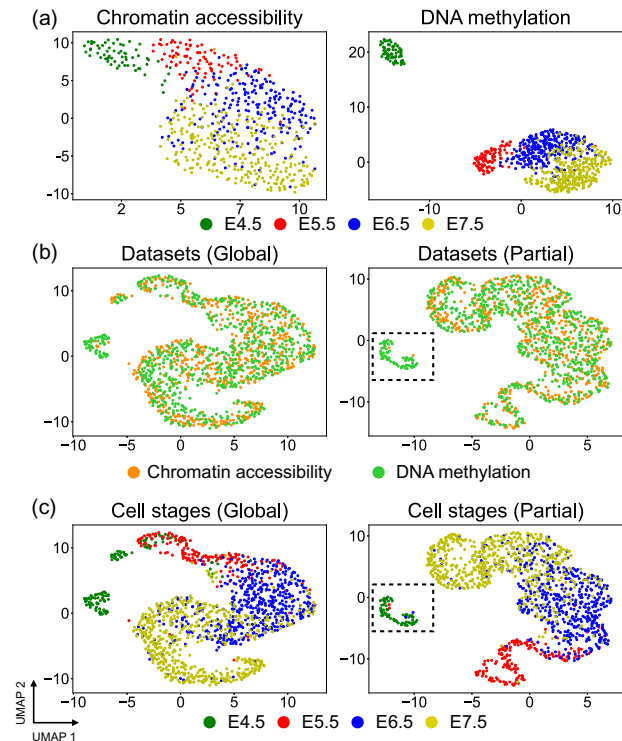 (a) Chromatin accessibility DNA methylation
10
5
0
−5
−10
2 5 7 10
20
10
0
−10 0 10
E4.5 E5.5 E6.5 E7.5
(b) Datasets (Global) Datasets (Partial)
10
0
−10
−10 −5 0 5 10
10
0
−10
−10 −5 0 5
Chromatin accessibility DNA methylation
(c) Cell stages (Global) Cell stages (Partial)
10
0
−10
−10 −5 0 5 10
10
0
−10
−10 −5 0 5
UMAP 2
UMAP 1
E4.5 E5.5 E6.5 E7.5